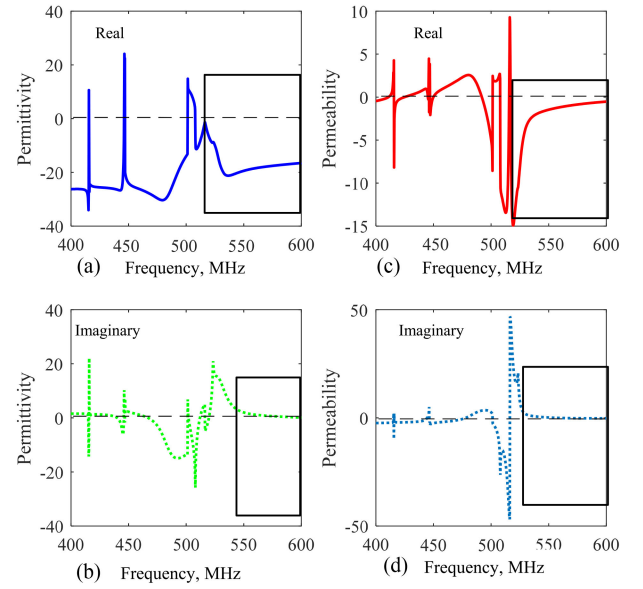 40
20
0
-20
-40
Permittivity
Real
400
450
500
550
600
(a)
Frequency, MHz
10
5
0
-5
-10
-15
Permeability
Real
400
450
500
550
600
(c)
Frequency, MHz
40
20
0
-20
-40
Permittivity
Imaginary
400
450
500
550
600
(b)
Frequency, MHz
50
0
-50
Permeability
Imaginary
400
450
500
550
600
(d)
Frequency, MHz